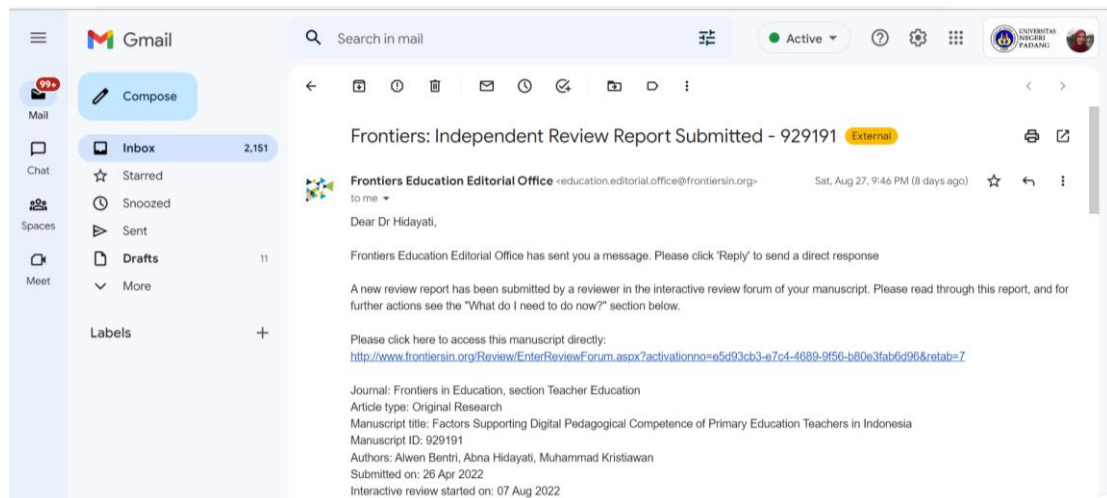 Gmail
Search in mail
Active
UNIVERSITAS
NEGERI
PADANG
99+
Mail
Chat
Spaces
Meet
Compose
Inbox 2,151
Starred
Snoozed
Sent
Drafts 11
More
Labels
Frontiers: Independent Review Report Submitted - 929191 External
Frontiers Education Editorial Office <education.editorial.office@frontiersin.org> Sat, Aug 27, 9:46 PM (8 days ago)
to me
Dear Dr Hidayati,
Frontiers Education Editorial Office has sent you a message. Please click 'Reply' to send a direct response
A new review report has been submitted by a reviewer in the interactive review forum of your manuscript. Please read through this report, and for
further actions see the "What do I need to do now?" section below.
Please click here to access this manuscript directly:
http://www.frontiersin.org/Review/EnterReviewForum.aspx?activationno=e5d93cb3-e7c4-4689-9f56-b80e3fab6d96&retab=7
Journal: Frontiers in Education, section Teacher Education
Article type: Original Research
Manuscript title: Factors Supporting Digital Pedagogical Competence of Primary Education Teachers in Indonesia
Manuscript ID: 929191
Authors: Alwen Bentri, Abna Hidayati, Muhammad Kristiawan
Submitted on: 26 Apr 2022
Interactive review started on: 07 Aug 2022